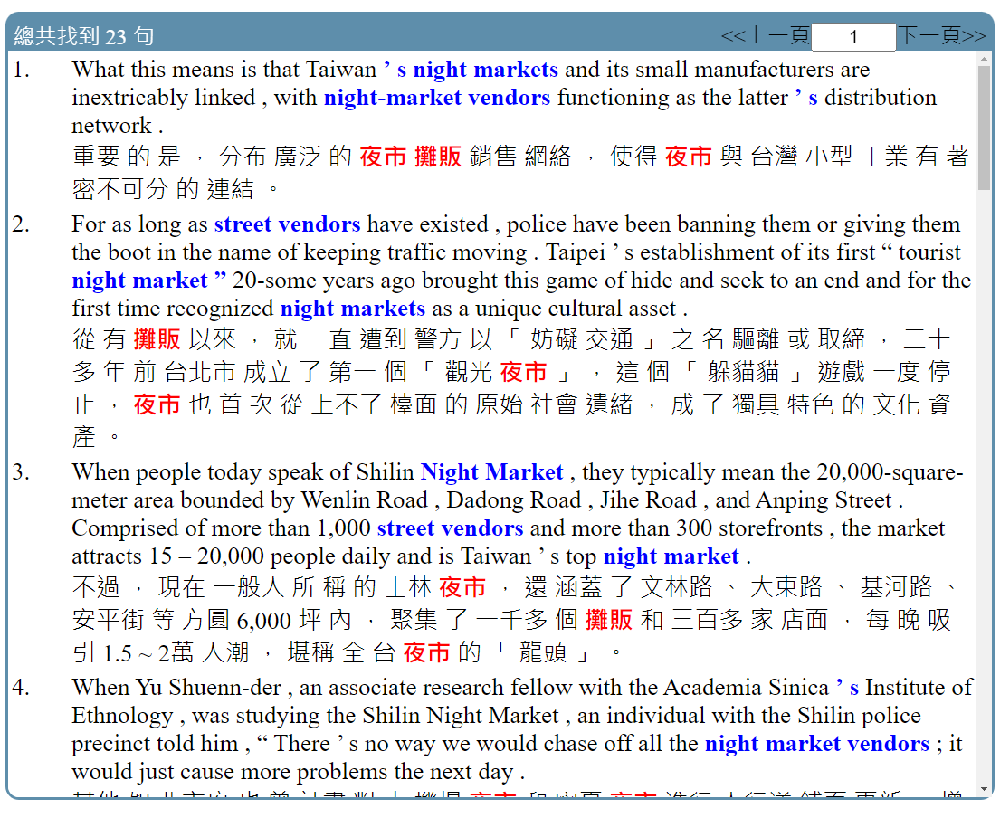 總共找到 23 句 <<上一頁 1 下一頁>>
1. What this means is that Taiwan ’ s night markets and its small manufacturers are
inextricably linked , with night-market vendors functioning as the latter ’ s distribution
network .
重要 的 是 ， 分布 廣泛 的 夜市 攤販 銷售 網絡 ， 使得 夜市 與 台灣 小型 工業 有 著
密不可分 的 連結 。
2. For as long as street vendors have existed , police have been banning them or giving them
the boot in the name of keeping traffic moving . Taipei ’ s establishment of its first “ tourist
night market ” 20-some years ago brought this game of hide and seek to an end and for the
first time recognized night markets as a unique cultural asset .
從 有 攤販 以來 ， 就 一直 遭到 警方 以 「 妨礙 交通 」 之 名 驅離 或 取締 ， 二十
多 年 前 台北市 成立 了 第一 個 「 觀光 夜市 」 ， 這 個 「 躲貓貓 」 遊戲 一度 停
止 ， 夜市 也 首 次 從 上不了 檯面 的 原始 社會 遺緒 ， 成 了 獨具 特色 的 文化 資
產 。
3. When people today speak of Shilin Night Market , they typically mean the 20,000-square-
meter area bounded by Wenlin Road , Dadong Road , Jihe Road , and Anping Street .
Comprised of more than 1,000 street vendors and more than 300 storefronts , the market
attracts 15 – 20,000 people daily and is Taiwan ’ s top night market .
不過 ， 現在 一般人 所 稱 的 士林 夜市 ， 還 涵蓋 了 文林路 、 大東路 、 基河路 、
安平街 等 方圓 6,000 坪 內 ， 聚集 了 一千多 個 攤販 和 三百多 家 店面 ， 每 晚 吸
引 1.5 ~ 2萬 人潮 ， 堪稱 全 台 夜市 的 「 龍頭 」 。
4. When Yu Shuenn-der , an associate research fellow with the Academia Sinica ’ s Institute of
Ethnology , was studying the Shilin Night Market , an individual with the Shilin police
precinct told him , “ There ’ s no way we would chase off all the night market vendors ; it
would just cause more problems the next day .